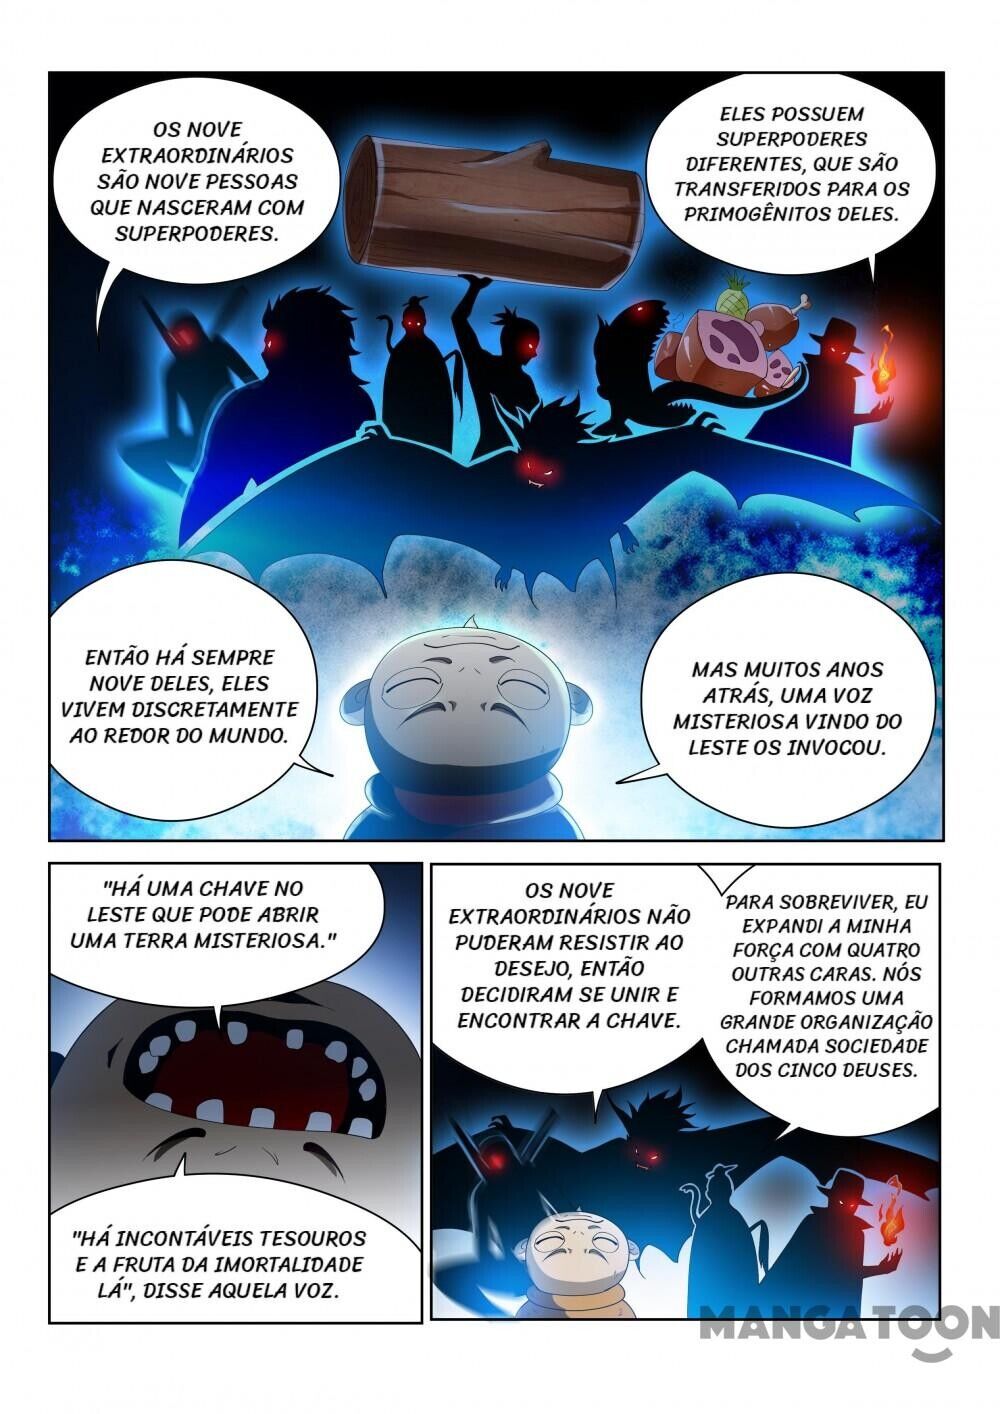 OS NOVE
EXTRAORDINÁRIOS
SÃO NOVE PESSOAS
QUE NASCERAM COM
SUPERPODERES.
ELES POSSUEM
SUPERPODERES
DIFERENTES, QUE SÃO
TRANSFERIDOS PARA OS
PRIMOGÊNITOS DELES.
ENTÃO HÁ SEMPRE
NOVE DELES, ELES
VIVEM DISCRETAMENTE
AO REDOR DO MUNDO.
MAS MUITOS ANOS
ATRÁS, UMA VOZ
MISTERIOSA VINDO DO
LESTE OS INVOCOU.
"HÁ UMA CHAVE NO
LESTE QUE PODE ABRIR
UMA TERRA MISTERIOSA."
"HÁ INCONTÁVEIS TESOUROS
E A FRUTA DA IMORTALIDADE
LÁ", DISSE AQUELA VOZ.
OS NOVE
EXTRAORDINÁRIOS NÃO
PUDERAM RESISTIR AO
DESEJO, ENTÃO
DECIDIRAM SE UNIR E
ENCONTRAR A CHAVE.
PARA SOBREVIVER, EU
EXPANDI A MINHA
FORÇA COM QUATRO
OUTRAS CARAS. NÓS
FORMAMOS UMA
GRANDE ORGANIZAÇÃO
CHAMADA SOCIEDADE
DOS CINCO DEUSES.
MANGATOON